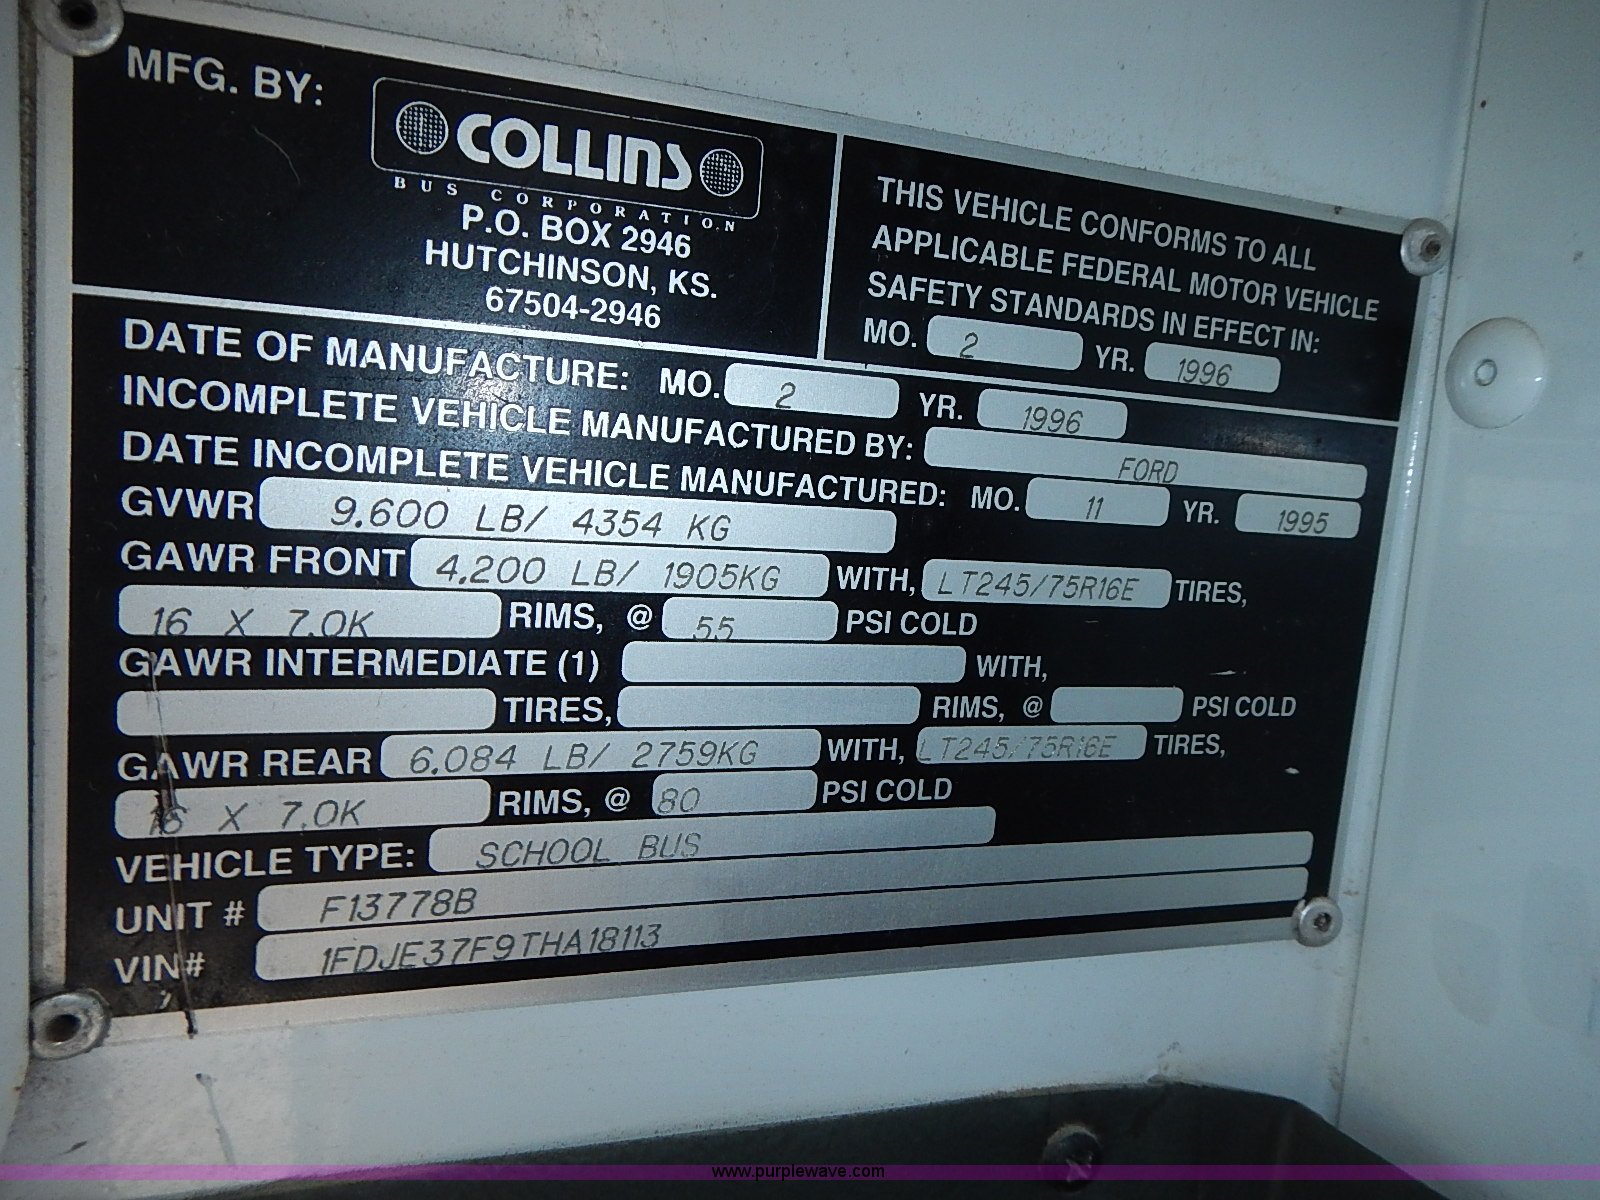 MFG. BY:
COLLINS
BUS CORPORATION
P.O. BOX 2946
HUTCHINSON, KS.
67504-2946
THIS VEHICLE CONFORMS TO ALL
APPLICABLE FEDERAL MOTOR VEHICLE
SAFETY STANDARDS IN EFFECT IN:
MO. 2 YR. 1996
DATE OF MANUFACTURE: MO. 2 YR. 1996
INCOMPLETE VEHICLE MANUFACTURED BY: FORD
DATE INCOMPLETE VEHICLE MANUFACTURED: MO. 11 YR. 1995
GVWR 9.600 LB/ 4354 KG
GAWR FRONT 4.200 LB/ 1905KG WITH, LT245/75R16E TIRES,
16 X 7.0K RIMS, @ 55 PSI COLD
GAWR INTERMEDIATE (1) WITH,
TIRES, RIMS, @ PSI COLD
GAWR REAR 6.084 LB/ 2759KG WITH, LT245/75R16E TIRES,
16 X 7.0K RIMS, @ 80 PSI COLD
VEHICLE TYPE: SCHOOL BUS
UNIT # F13778B
VIN# 1FDJE37F9THA18113
www.purplewave.com